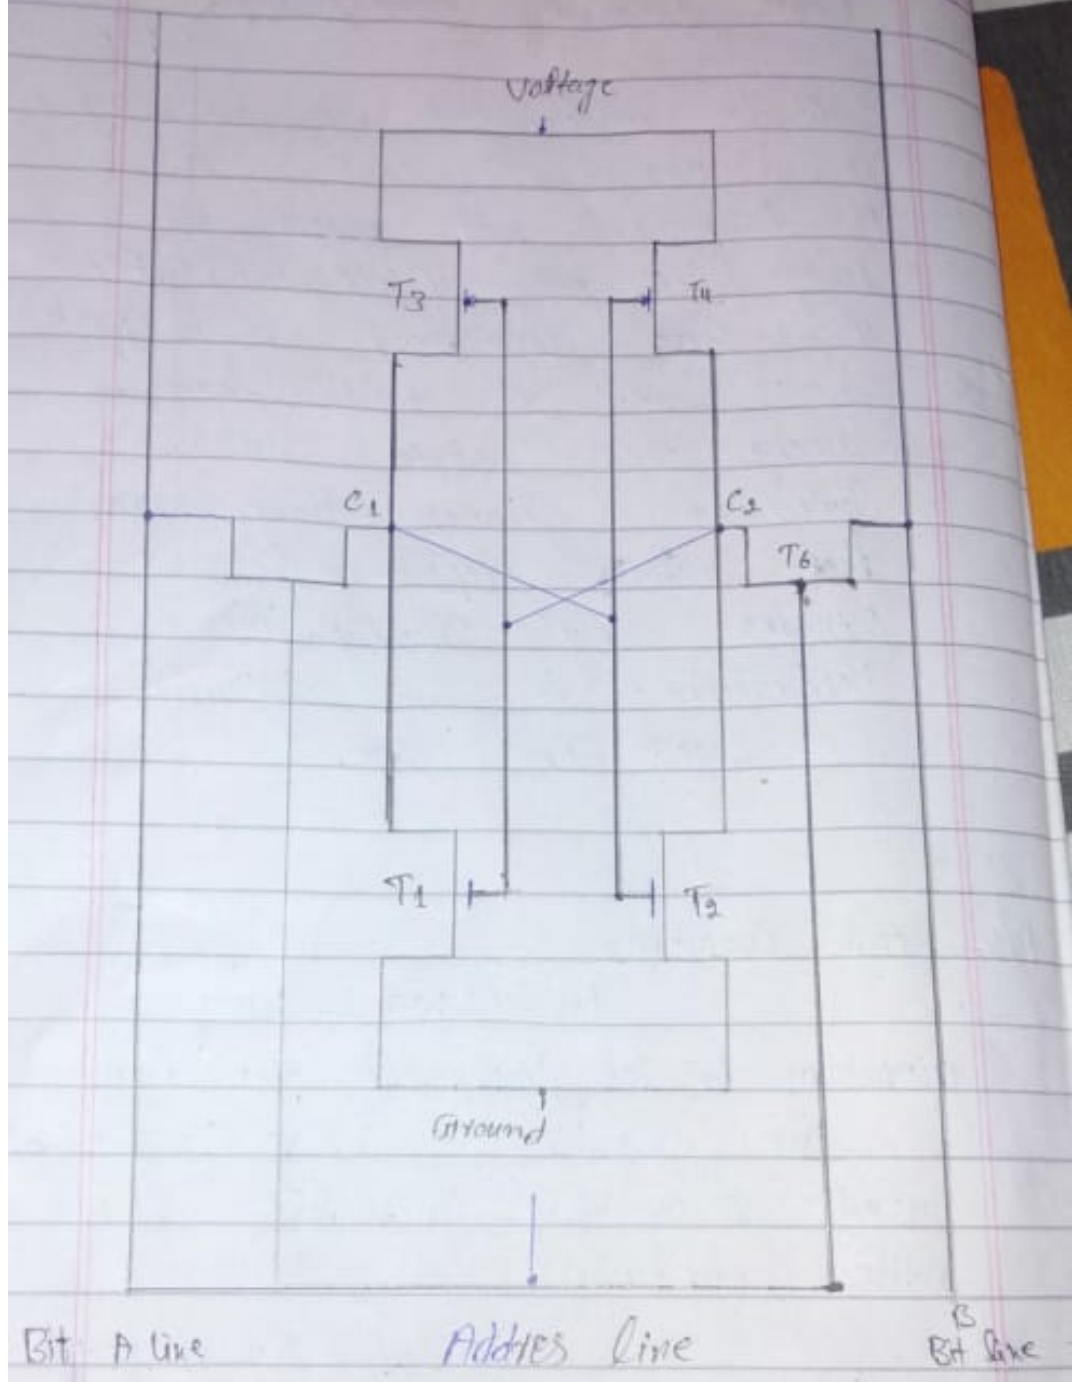 Voltage
T3 T4
C1 C2
T6
T1 T2
Ground
B
Bit A line Addres line Bit line